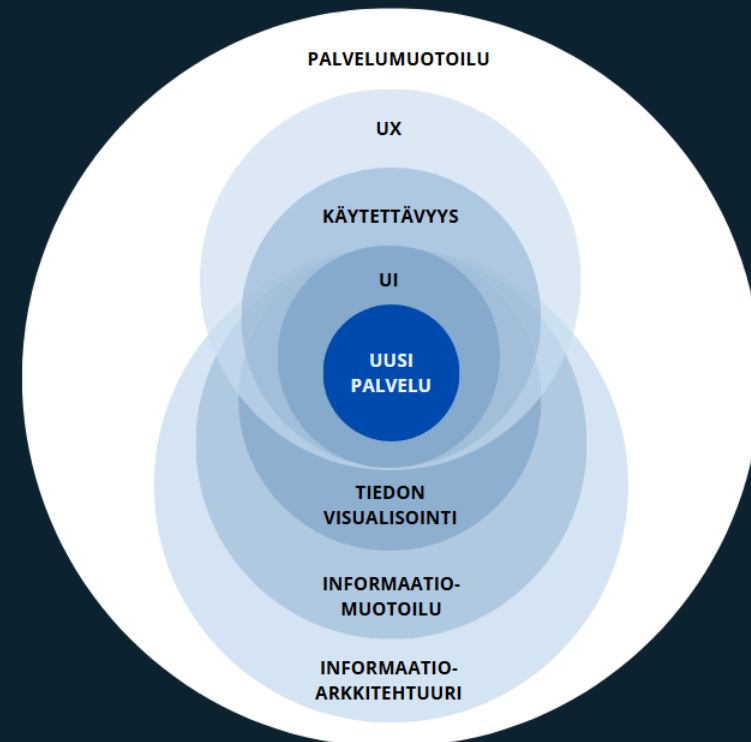 PALVELUMUOTOILU
UX
KÄYTETTÄVYYS
UI
UUSI
PALVELU
TIEDON
VISUALISOINTI
INFORMAATIO-
MUOTOILU
INFORMAATIO-
ARKKITEHTUURI